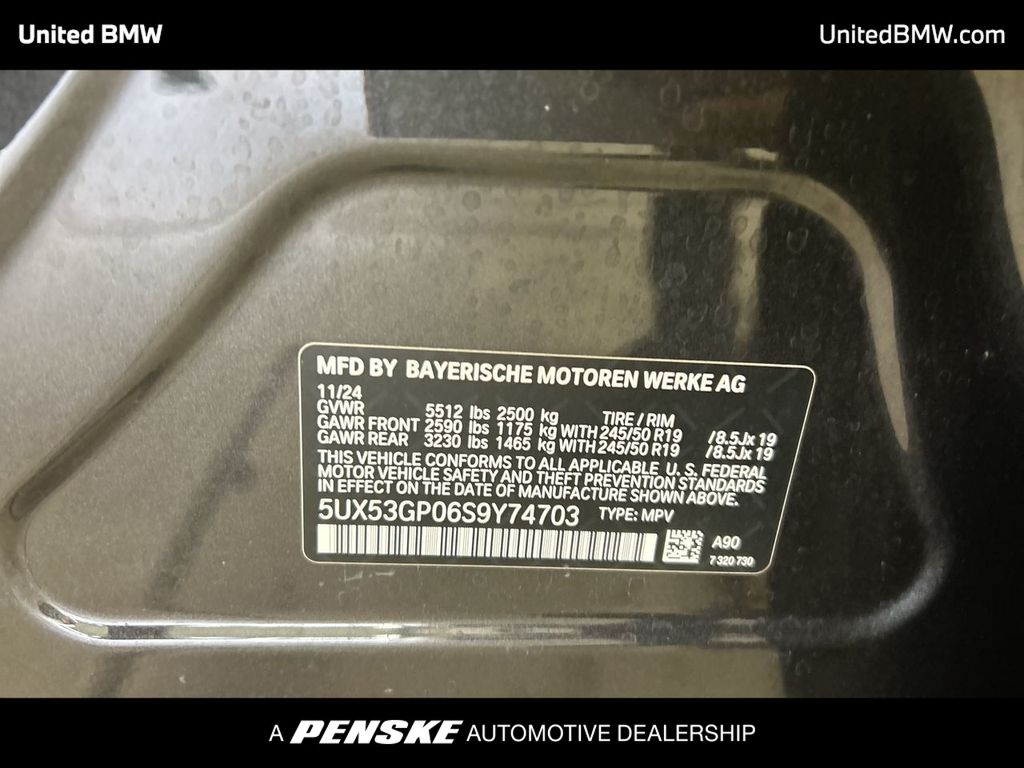 United BMW
UnitedBMW.com
MFD BY BAYERISCHE MOTOREN WERKE AG
11/24
GVWR 5512 lbs 2500 kg TIRE / RIM
GAWR FRONT 2590 lbs 1175 kg WITH 245/50 R19 /8.5Jx 19
GAWR REAR 3230 lbs 1465 kg WITH 245/50 R19 /8.5Jx 19
THIS VEHICLE CONFORMS TO ALL APPLICABLE U. S. FEDERAL
MOTOR VEHICLE SAFETY AND THEFT PREVENTION STANDARDS
IN EFFECT ON THE DATE OF MANUFACTURE SHOWN ABOVE.
5UX53GP06S9Y74703 TYPE: MPV
A90
7 320 730
A PENSKE AUTOMOTIVE DEALERSHIP